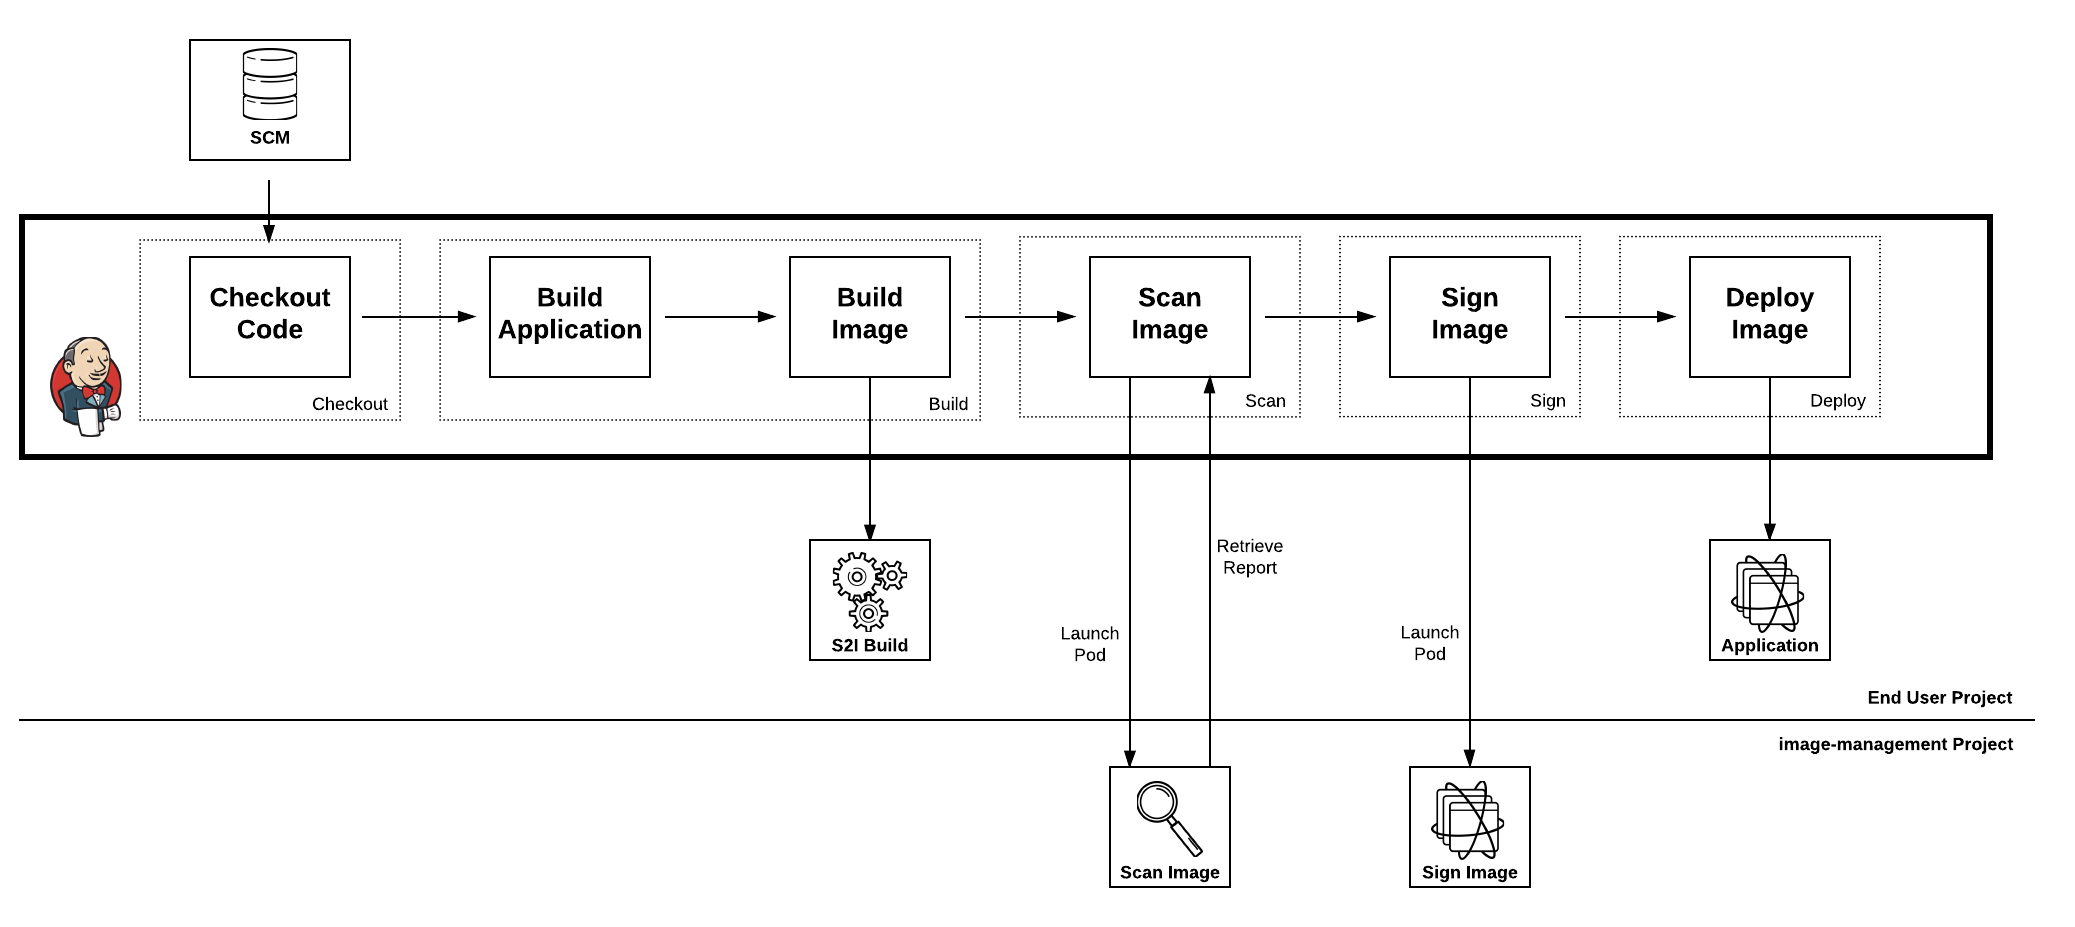 SCM
Checkout
Code
Build
Application
Build
Image
Scan
Image
Sign
Image
Deploy
Image
Checkout
Build
Scan
Sign
Deploy
Retrieve
Report
Launch
Pod
Launch
Pod
S2I Build
Application
End User Project
image-management Project
Scan Image
Sign Image